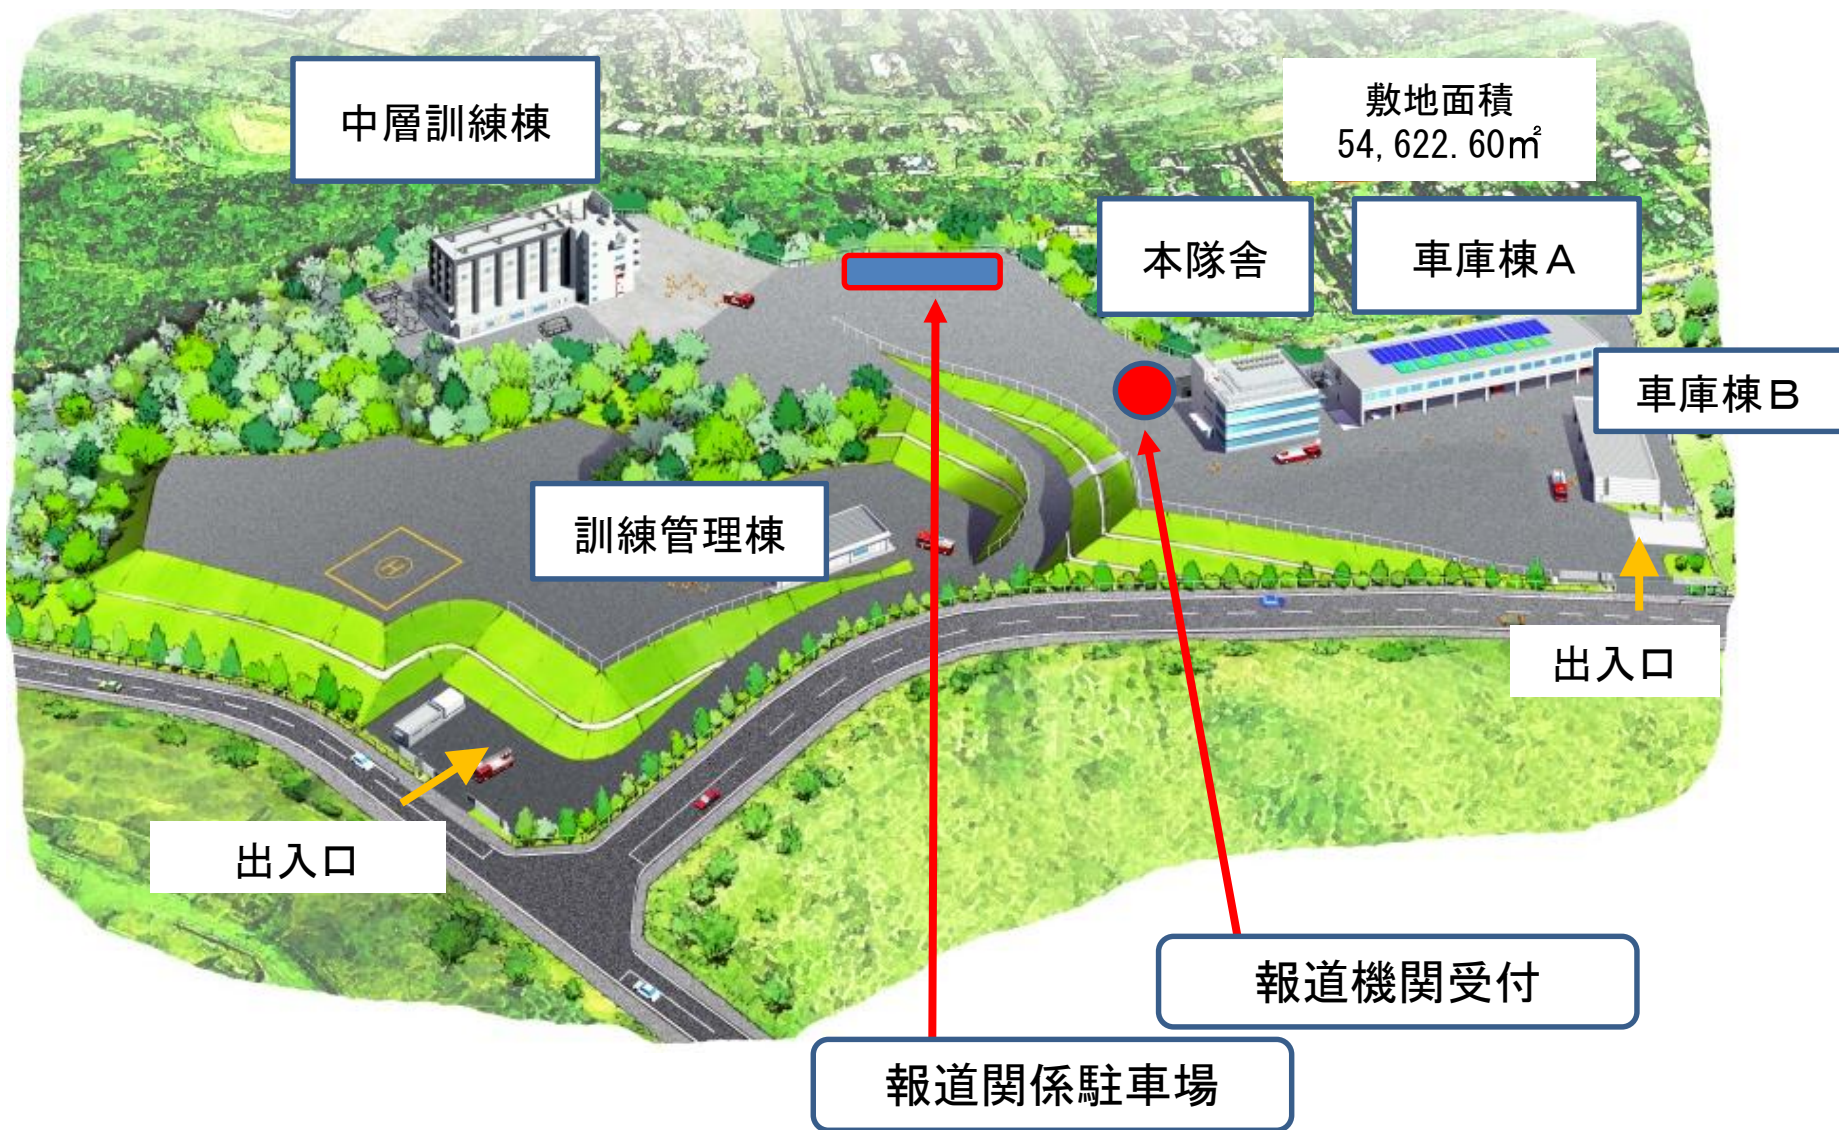 中層訓練棟
敷地面積
54,622.60㎡
本隊舎
車庫棟A
車庫棟B
訓練管理棟
H
出入口
出入口
報道機関受付
報道関係駐車場